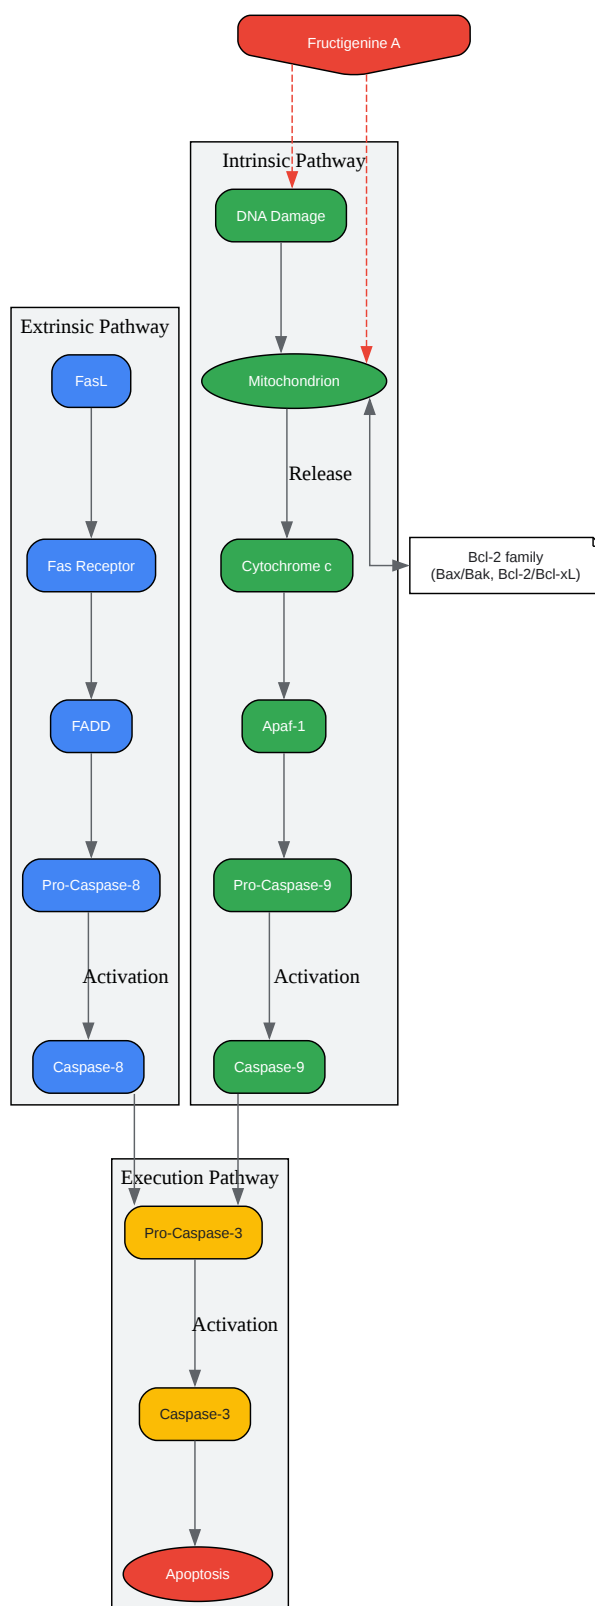 Fructigenine A
Intrinsic Pathway
DNA Damage
Extrinsic Pathway
FasL
Mitochondrion
Release
Fas Receptor
Cytochrome c
Bcl-2 family
(Bax/Bak, Bcl-2/Bcl-xL)
FADD
Apaf-1
Pro-Caspase-8
Pro-Caspase-9
Activation
Activation
Caspase-8
Caspase-9
Execution Pathway
Pro-Caspase-3
Activation
Caspase-3
Apoptosis